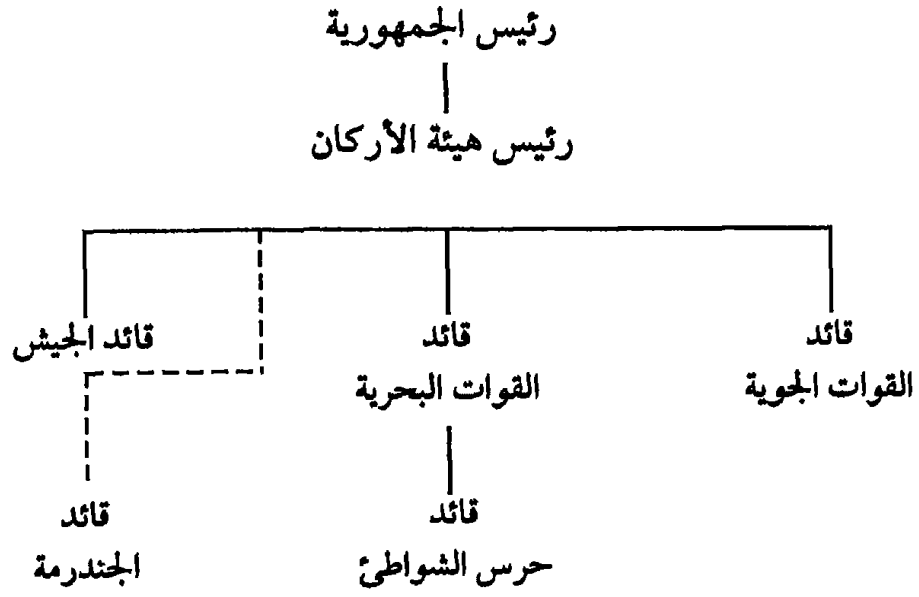 رئيس الجمهورية
رئيس هيئة الأركان
قائد
القوات الجوية
قائد
القوات البحرية
قائد الجيش
قائد
حرس الشواطئ
قائد
الجندرمة